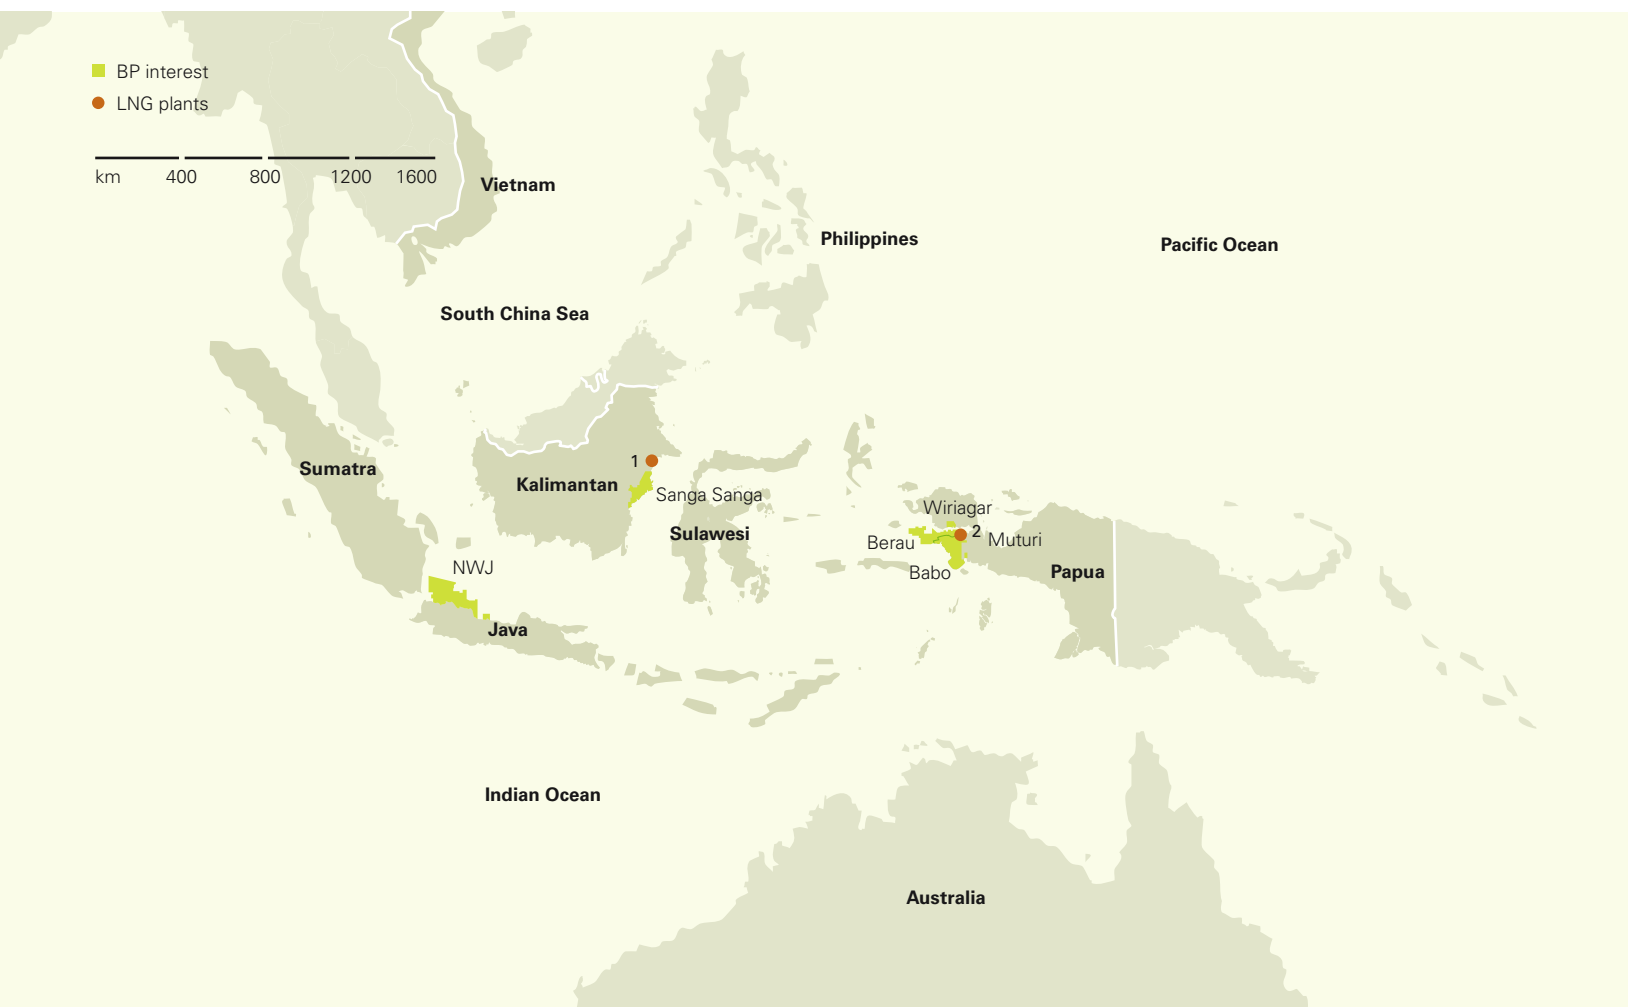 BP interest
LNG plants
km 400 800 1200 1600
Vietnam
Philippines
Pacific Ocean
South China Sea
1
Sumatra
Kalimantan
Sanga Sanga
Sulawesi
Wiriagar
2
Muturi
Berau
Babo
Papua
NWJ
Java
Indian Ocean
Australia